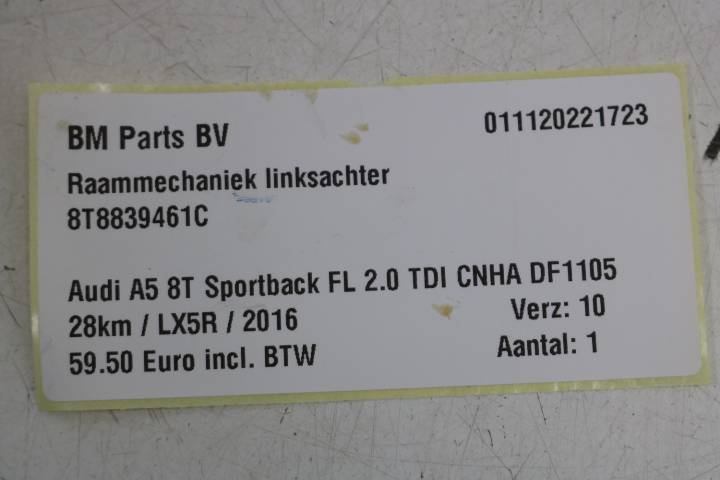 BM Parts BV 011120221723
Raammechaniek linksachter
8T8839461C
Audi A5 8T Sportback FL 2.0 TDI CNHA DF1105
28km / LX5R / 2016 Verz: 10
59.50 Euro incl. BTW Aantal: 1